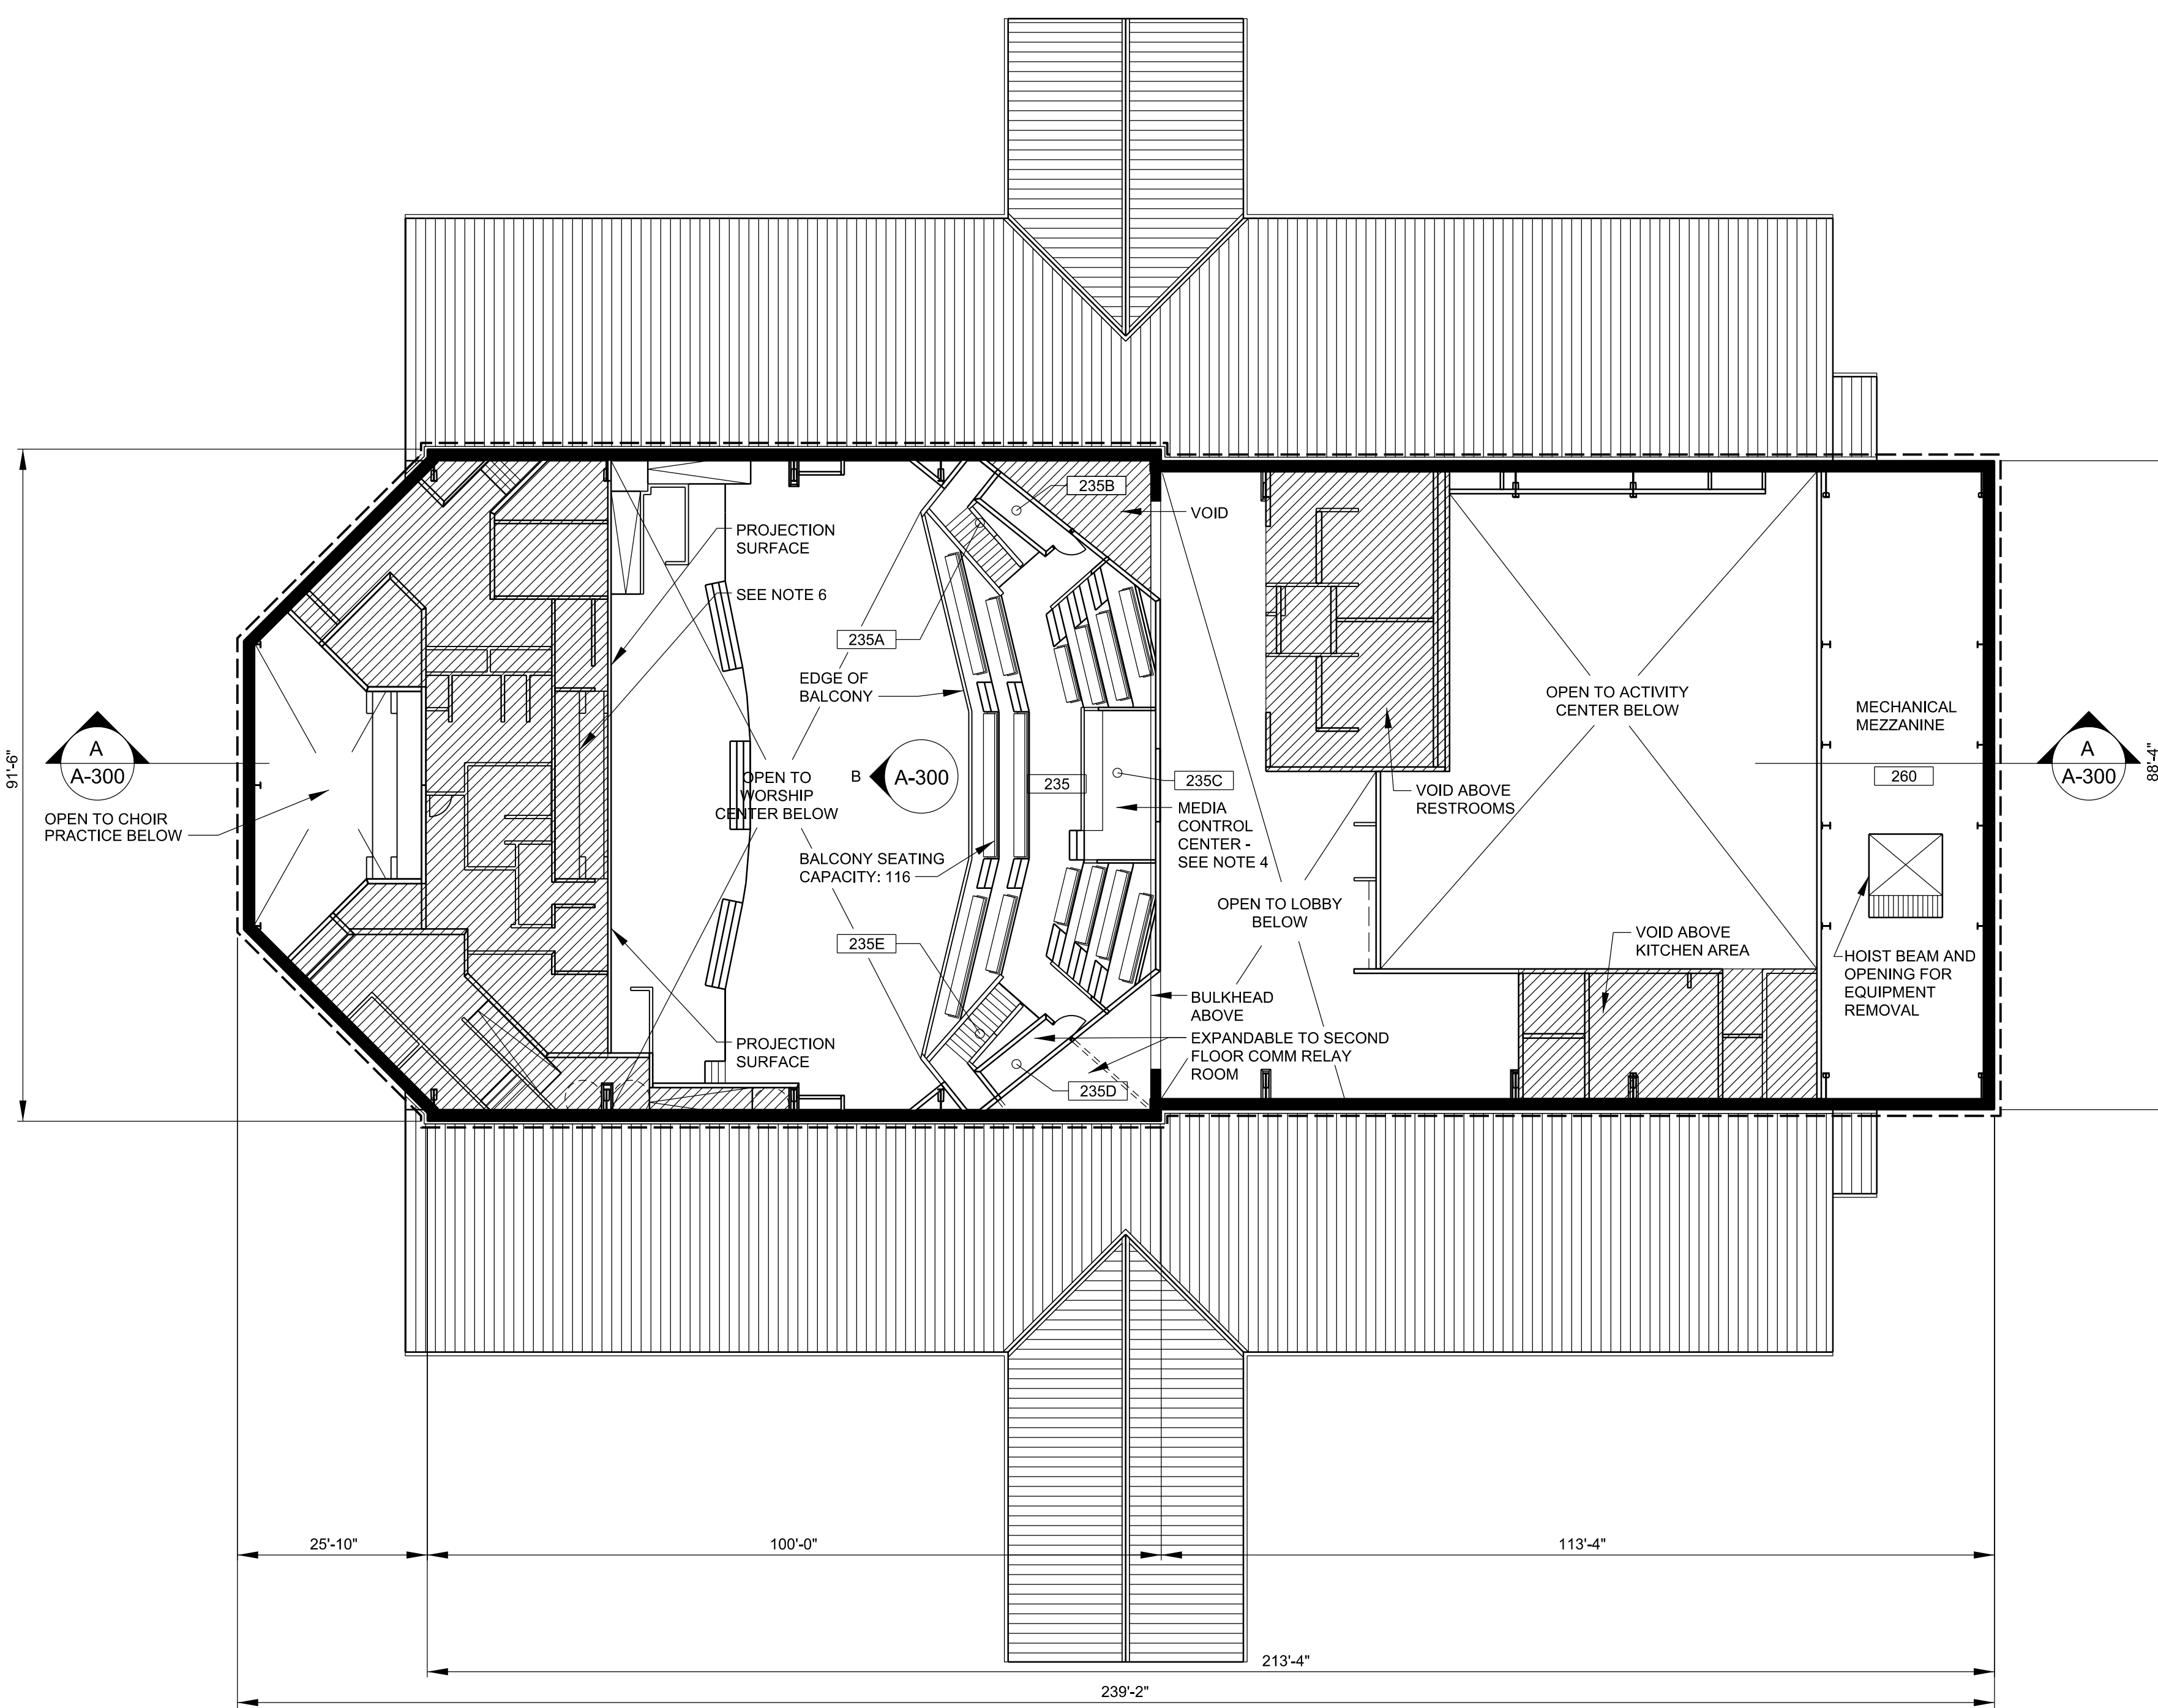 235B
VOID
PROJECTION
SURFACE
SEE NOTE 6
235A
EDGE OF
BALCONY
OPEN TO ACTIVITY
CENTER BELOW
MECHANICAL
MEZZANINE
260
A
A-300
91'-6"
OPEN TO CHOIR
PRACTICE BELOW
OPEN TO
WORSHIP
CENTER BELOW
B
A-300
235
235C
MEDIA
CONTROL
CENTER -
SEE NOTE 4
VOID ABOVE
RESTROOMS
A
A-300
88'-4"
BALCONY SEATING
CAPACITY: 116
OPEN TO LOBBY
BELOW
235E
VOID ABOVE
KITCHEN AREA
HOIST BEAM AND
OPENING FOR
EQUIPMENT
REMOVAL
BULKHEAD
ABOVE
PROJECTION
SURFACE
EXPANDABLE TO SECOND
FLOOR COMM RELAY
ROOM
235D
25'-10"
100'-0"
113'-4"
213'-4"
239'-2"